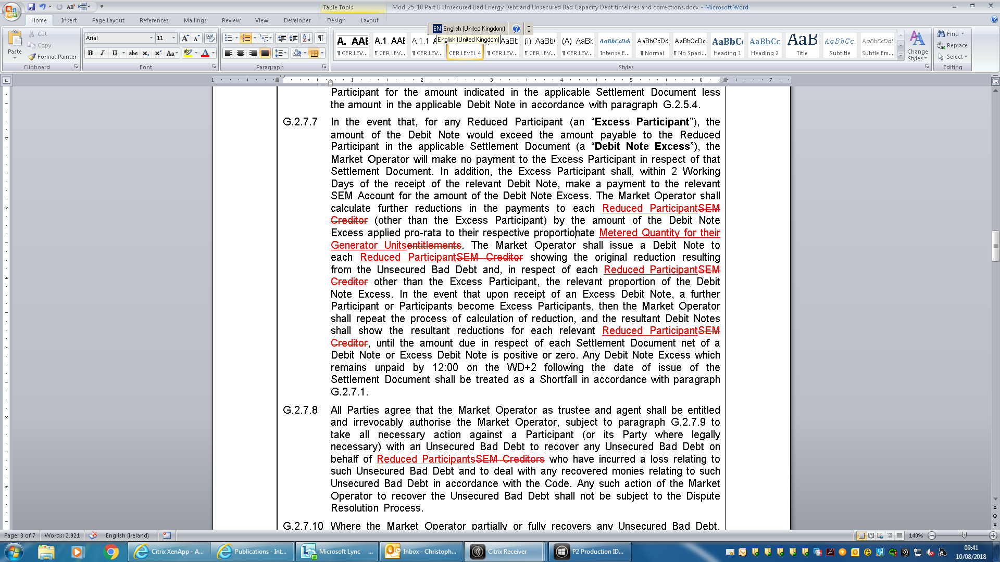 Table Tools
Mod_25_18 Part B Unsecured Bad Energy Debt and Unsecured Bad Capacity Debt timelines and corrections.docx - Microsoft Word
Home Insert Page Layout References Mailings Review View Developer Design Layout
EN English (United Kingdom)
English (United Kingdom)
Paste
Cut
Copy
Format Painter
Clipboard
Arial 11
Font
Paragraph
A. AAB A.1 AAB A.1.1 A AaBb (i) AaBb( (A) AaBb AaBbCcDdI AaBbCcDc AaBbCcDc AaBbC AaBbCc AaB AaBbCc. AaBbCcDd
¶ CER LEV... ¶ CER LEV... ¶ CER LEV... CER LEVEL 4 ¶ CER LEV... ¶ CER LEV... ¶ CER LEV... Intense E... ¶ Normal ¶ No Spaci... Heading 1 Heading 2 Title Subtitle Subtle Em...
Styles
Change Styles
Find
Replace
Select
Editing
1 1 2 3 4 5 6 7
Participant for the amount indicated in the applicable Settlement Document less
the amount in the applicable Debit Note in accordance with paragraph G.2.5.4.
G.2.7.7 In the event that, for any Reduced Participant (an “Excess Participant”), the
amount of the Debit Note would exceed the amount payable to the Reduced
Participant in the applicable Settlement Document (a “Debit Note Excess”), the
Market Operator will make no payment to the Excess Participant in respect of that
Settlement Document. In addition, the Excess Participant shall, within 2 Working
Days of the receipt of the relevant Debit Note, make a payment to the relevant
SEM Account for the amount of the Debit Note Excess. The Market Operator shall
calculate further reductions in the payments to each Reduced ParticipantSEM
Creditor (other than the Excess Participant) by the amount of the Debit Note
Excess applied pro-rata to their respective proportionate Metered Quantity for their
Generator Unitsentitlements. The Market Operator shall issue a Debit Note to
each Reduced ParticipantSEM Creditor showing the original reduction resulting
from the Unsecured Bad Debt and, in respect of each Reduced ParticipantSEM
Creditor other than the Excess Participant, the relevant proportion of the Debit
Note Excess. In the event that upon receipt of an Excess Debit Note, a further
Participant or Participants become Excess Participants, then the Market Operator
shall repeat the process of calculation of reduction, and the resultant Debit Notes
shall show the resultant reductions for each relevant Reduced ParticipantSEM
Creditor, until the amount due in respect of each Settlement Document net of a
Debit Note or Excess Debit Note is positive or zero. Any Debit Note Excess which
remains unpaid by 12:00 on the WD+2 following the date of issue of the
Settlement Document shall be treated as a Shortfall in accordance with paragraph
G.2.7.1.
G.2.7.8 All Parties agree that the Market Operator as trustee and agent shall be entitled
and irrevocably authorise the Market Operator, subject to paragraph G.2.7.9 to
take all necessary action against a Participant (or its Party where legally
necessary) with an Unsecured Bad Debt to recover any Unsecured Bad Debt on
behalf of Reduced ParticipantsSEM Creditors who have incurred a loss relating to
such Unsecured Bad Debt and to deal with any recovered monies relating to such
Unsecured Bad Debt in accordance with the Code. Any such action of the Market
Operator to recover the Unsecured Bad Debt shall not be subject to the Dispute
Resolution Process.
G.2.7.10 Where the Market Operator partially or fully recovers any Unsecured Bad Debt,
Page: 3 of 7 Words: 2,921 English (Ireland) 140%
Citrix XenApp - A... Publications - Int... Microsoft Lync ... Inbox - Christoph... Citrix Receiver P2 Production ID...
09:41
10/08/2018